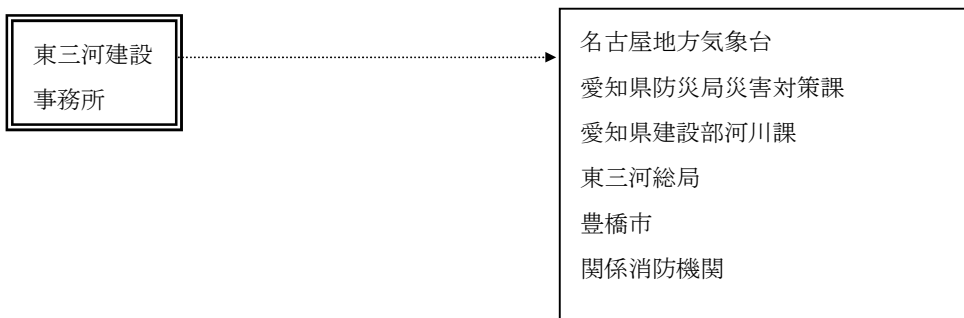 東三河建設
事務所
名古屋地方気象台
愛知県防災局災害対策課
愛知県建設部河川課
東三河総局
豊橋市
関係消防機関